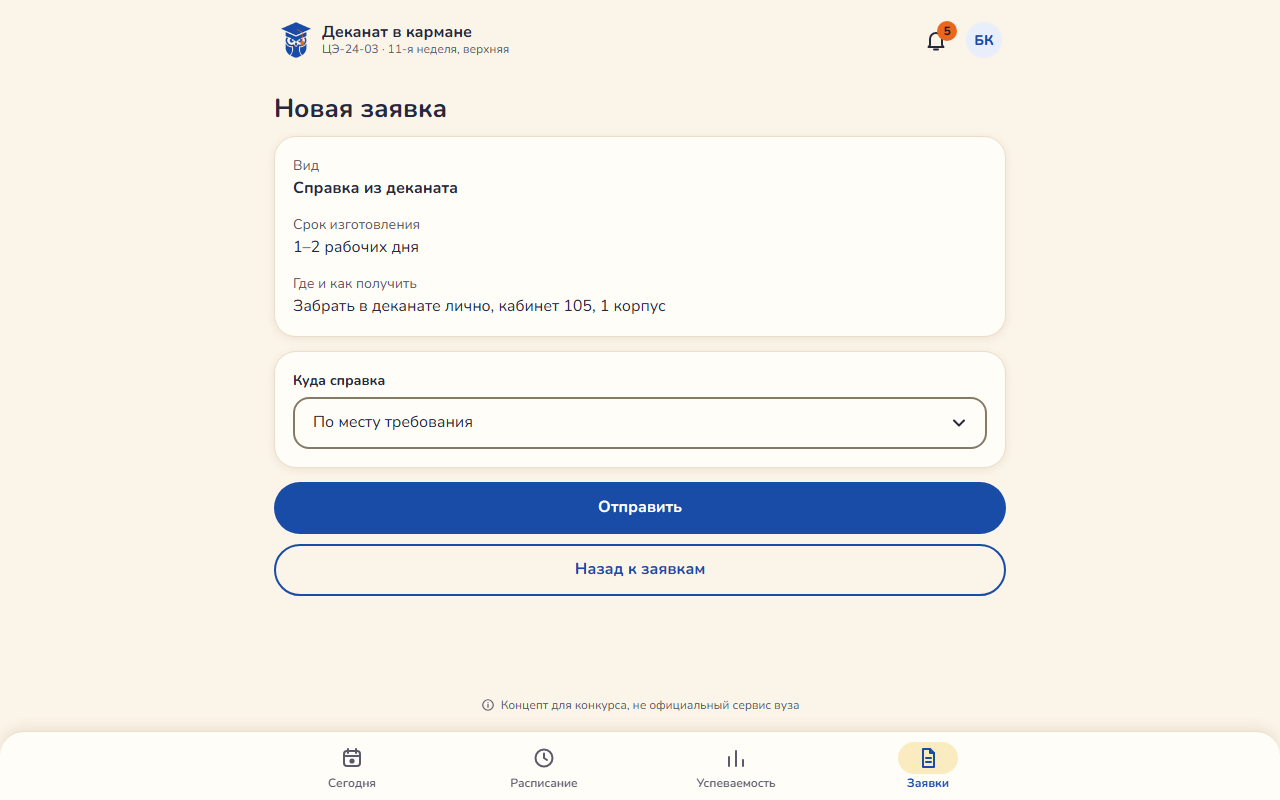 Деканат в кармане
ЦЭ-24-03 · 11-я неделя, верхняя
5
БК
Новая заявка
Вид
Справка из деканата
Срок изготовления
1–2 рабочих дня
Где и как получить
Забрать в деканате лично, кабинет 105, 1 корпус
Куда справка
По месту требования
Отправить
Назад к заявкам
Концепт для конкурса, не официальный сервис вуза
Сегодня
Расписание
Успеваемость
Заявки